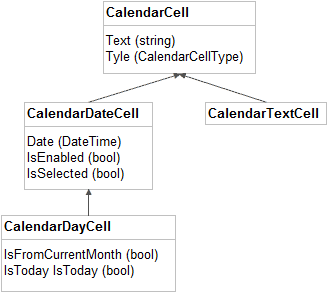 CalendarCell
Text (string)
Tyle (CalendarCellType)
CalendarDateCell
Date (DateTime)
IsEnabled (bool)
IsSelected (bool)
CalendarTextCell
CalendarDayCell
IsFromCurrentMonth (bool)
IsToday IsToday (bool)